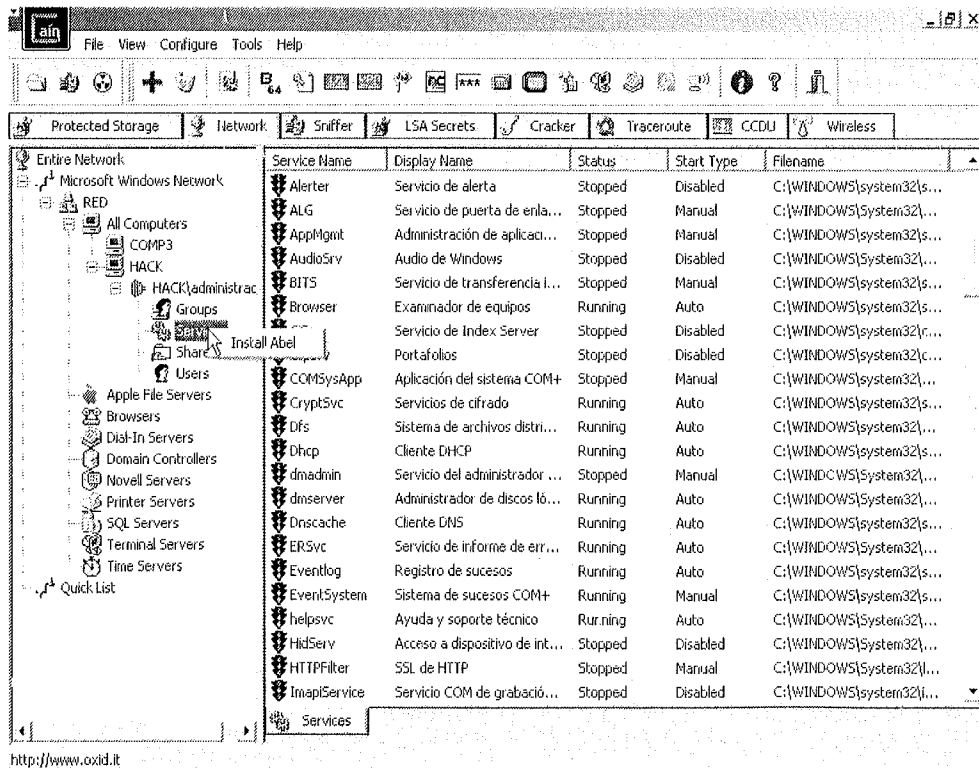 ain
File View Configure Tools Help
Protected Storage Network Sniffer LSA Secrets Cracker Traceroute CCDU Wireless
Entire Network
Microsoft Windows Network
RED
All Computers
COMP3
HACK
HACK\administrac
Groups
Install Abel
Share
Users
Apple File Servers
Browsers
Dial-In Servers
Domain Controllers
Novell Servers
Printer Servers
SQL Servers
Terminal Servers
Time Servers
Quick List
Service Name Display Name Status Start Type Filename
Alerter Servicio de alerta Stopped Disabled C:\WINDOWS\system32\s...
ALG Servicio de puerta de enla... Stopped Manual C:\WINDOWS\System32\...
AppMgmt Administración de aplicaci... Stopped Manual C:\WINDOWS\system32\s...
AudioSrv Audio de Windows Stopped Disabled C:\WINDOWS\System32\...
BITS Servicio de transferencia i... Stopped Manual C:\WINDOWS\system32\s...
Browser Examinador de equipos Running Auto C:\WINDOWS\system32\s...
Servicio de Index Server Stopped Disabled C:\WINDOWS\system32\c...
Portafolios Stopped Disabled C:\WINDOWS\system32\c...
COMSysApp Aplicación del sistema COM+ Stopped Manual C:\WINDOWS\system32\...
CryptSvc Servicios de cifrado Running Auto C:\WINDOWS\system32\s...
Dfs Sistema de archivos distri... Running Auto C:\WINDOWS\system32\...
Dhcp Cliente DHCP Running Auto C:\WINDOWS\system32\s...
dmadmin Servicio del administrador ... Stopped Manual C:\WINDOWS\System32\...
dmserver Administrador de discos ló... Running Auto C:\WINDOWS\System32\...
Dnscache Cliente DNS Running Auto C:\WINDOWS\system32\s...
ERSvc Servicio de informe de err... Running Auto C:\WINDOWS\System32\...
Eventlog Registro de sucesos Running Auto C:\WINDOWS\system32\s...
EventSystem Sistema de sucesos COM+ Running Manual C:\WINDOWS\System32\...
helpsvc Ayuda y soporte técnico Running Auto C:\WINDOWS\System32\...
HidServ Acceso a dispositivo de int... Stopped Disabled C:\WINDOWS\System32\...
HTTPFilter SSL de HTTP Stopped Manual C:\WINDOWS\System32\l...
ImapiService Servicio COM de grabació... Stopped Disabled C:\WINDOWS\system32\i...
Services
http://www.oxid.it